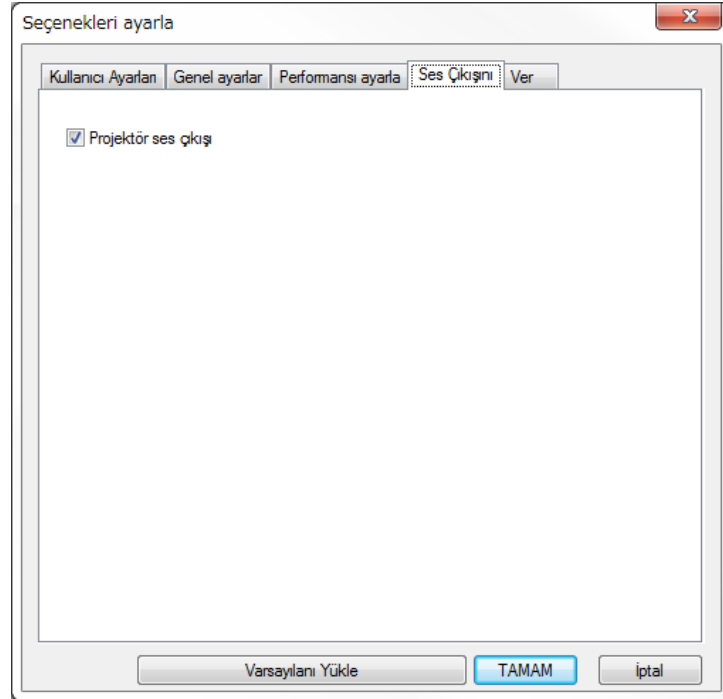 Seçenekleri ayarla
Kullanıcı Ayarları Genel ayarlar Performansı ayarla Ses Çıkışını Ver
Projektör ses çıkışı
Varsayılanı Yükle TAMAM İptal